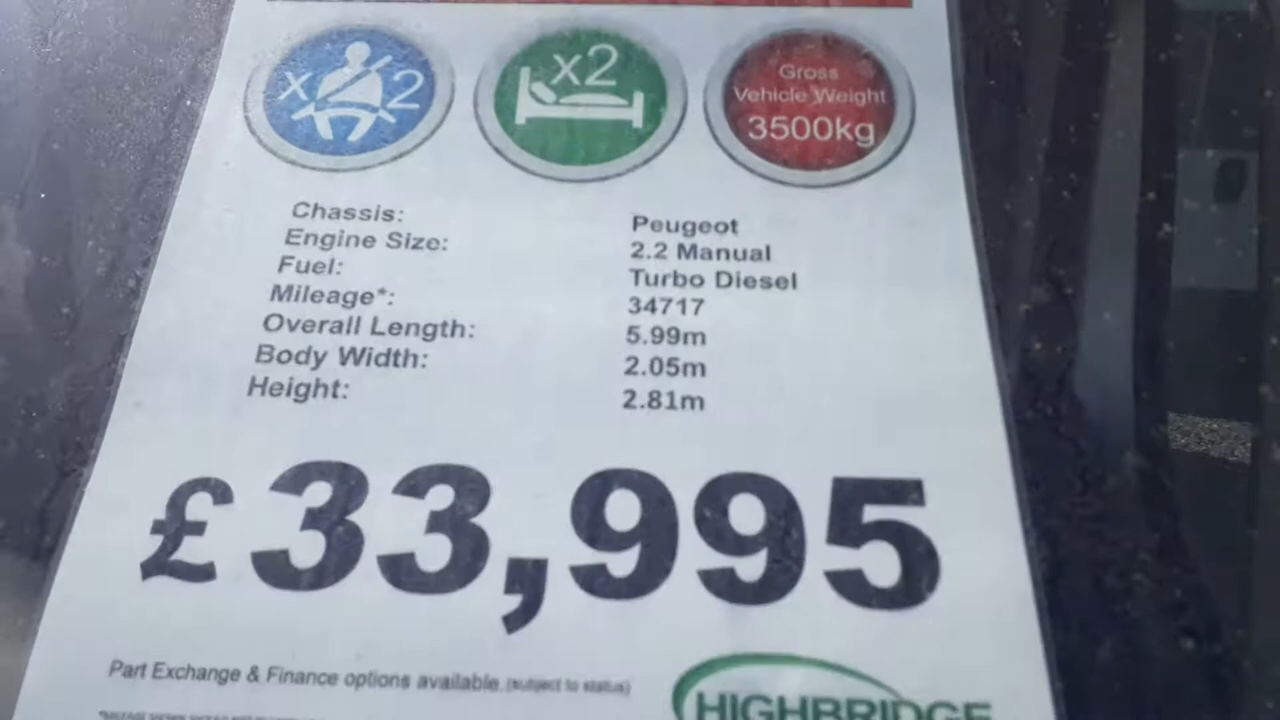 x 2
x2
Gross
Vehicle Weight
3500kg
Chassis: Peugeot
Engine Size: 2.2 Manual
Fuel: Turbo Diesel
Mileage*: 34717
Overall Length: 5.99m
Body Width: 2.05m
Height: 2.81m
£33,995
Part Exchange & Finance options available. (subject to status)
HIGHBRIDGE